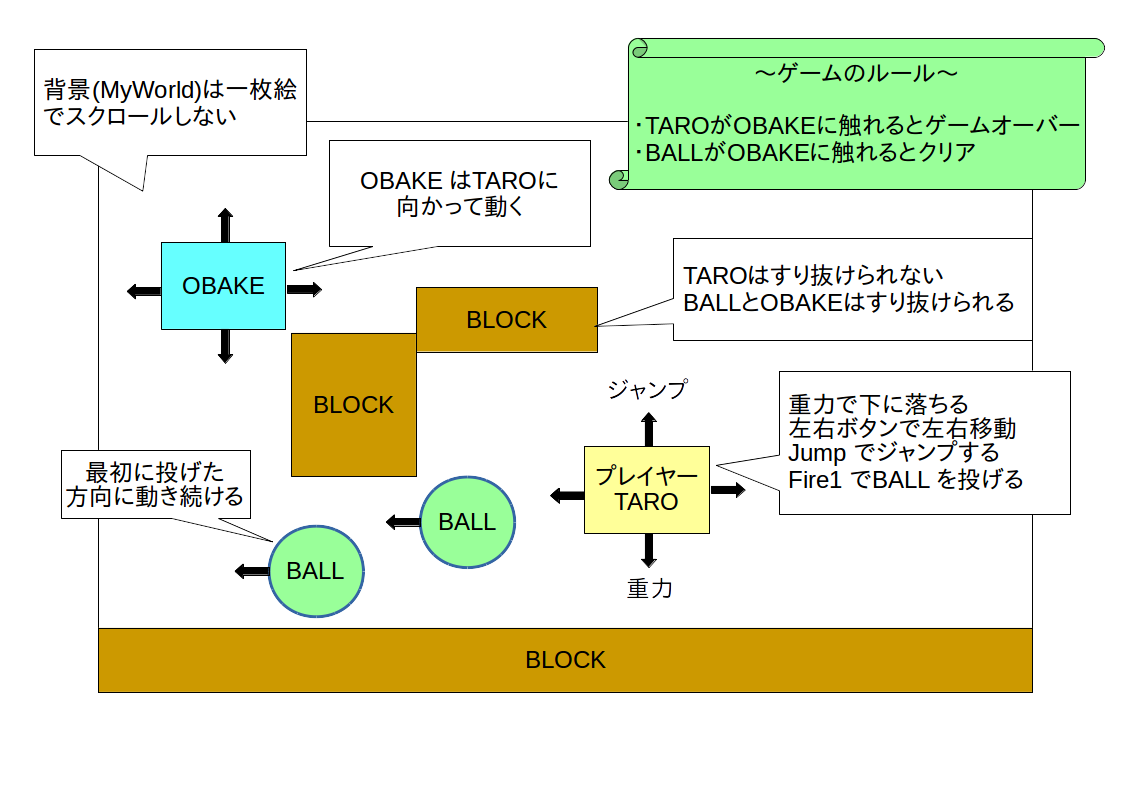 背景(MyWorld)は一枚絵
でスクロールしない
～ゲームのルール～
・TAROがOBAKEに触れるとゲームオーバー
・BALLがOBAKEに触れるとクリア
OBAKE はTAROに
向かって動く
OBAKE
TAROはすり抜けられない
BALLとOBAKEはすり抜けられる
BLOCK
BLOCK
ジャンプ
重力で下に落ちる
左右ボタンで左右移動
Jump でジャンプする
Fire1 でBALL を投げる
最初に投げた
方向に動き続ける
プレイヤー
TARO
BALL
BALL
重力
BLOCK